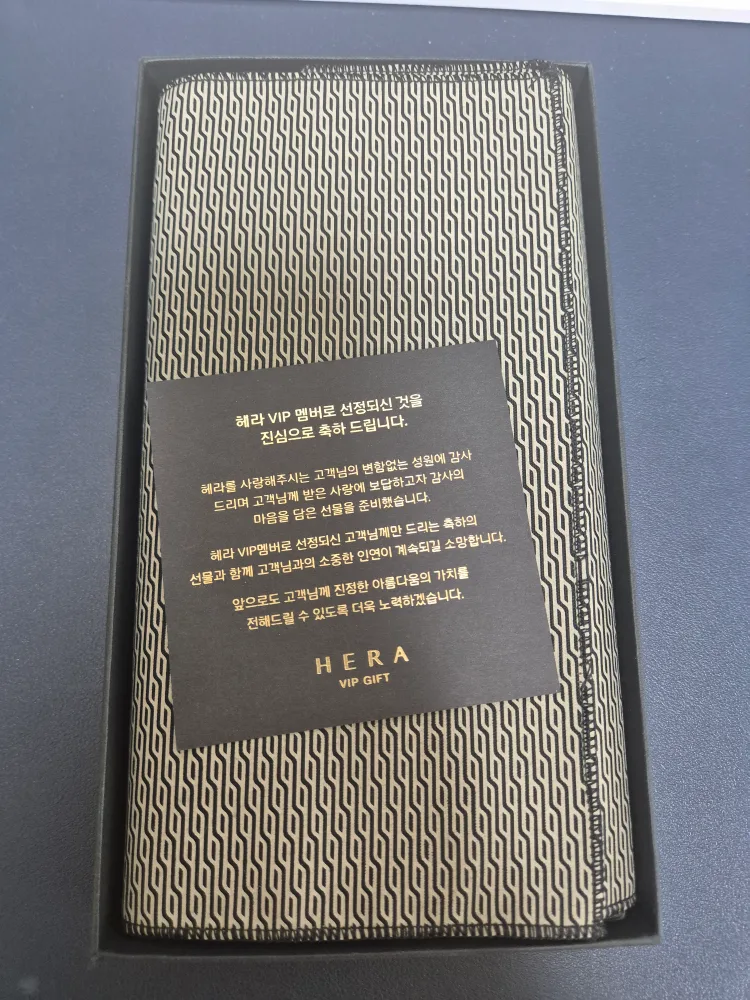 헤라 VIP 멤버로 선정되신 것을
진심으로 축하 드립니다.
헤라를 사랑해주시는 고객님의 변함없는 성원에 감사
드리며 고객님께 받은 사랑에 보답하고자 감사의
마음을 담은 선물을 준비했습니다.
헤라 VIP멤버로 선정되신 고객님께만 드리는 축하의
선물과 함께 고객님과의 소중한 인연이 계속되길 소망합니다.
앞으로도 고객님께 진정한 아름다움의 가치를
전해드릴 수 있도록 더욱 노력하겠습니다.
HERA
VIP GIFT